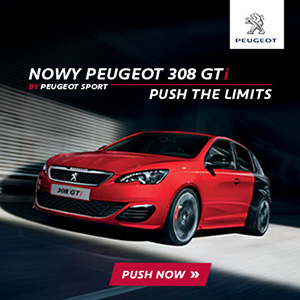 PEUGEOT
NOWY PEUGEOT 308 GTi
BY PEUGEOT SPORT
PUSH THE LIMITS
308 GTi
PUSH NOW »